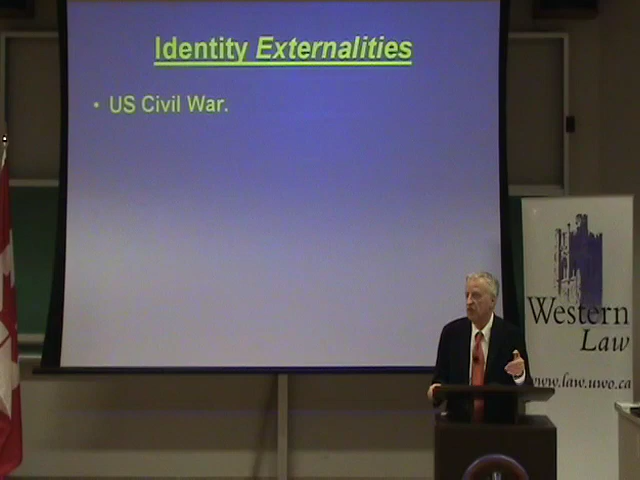 Identity Externalities
• US Civil War.
Western
Law
www.law.uwo.ca